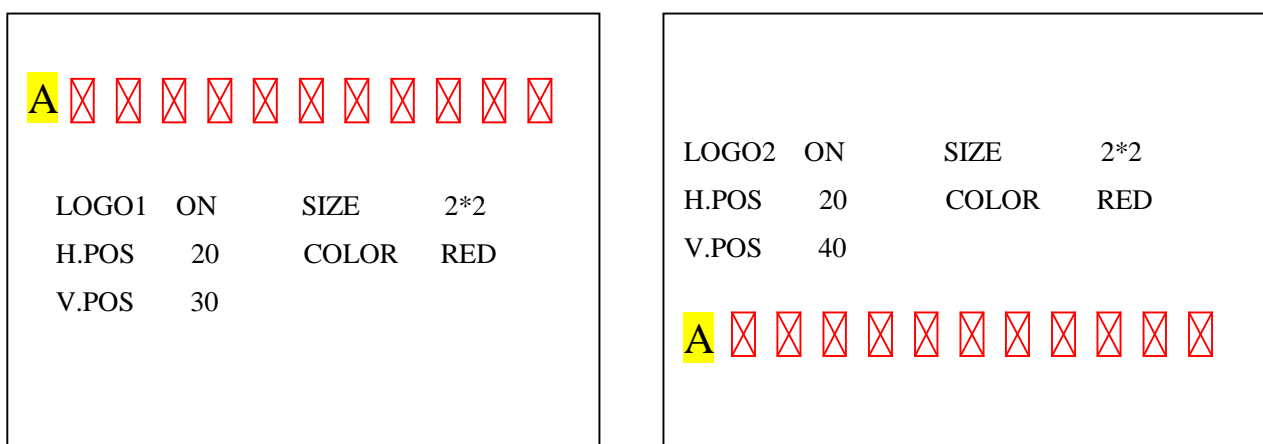 A
LOGO1 ON SIZE 2*2
H.POS 20 COLOR RED
V.POS 30
LOGO2 ON SIZE 2*2
H.POS 20 COLOR RED
V.POS 40
A